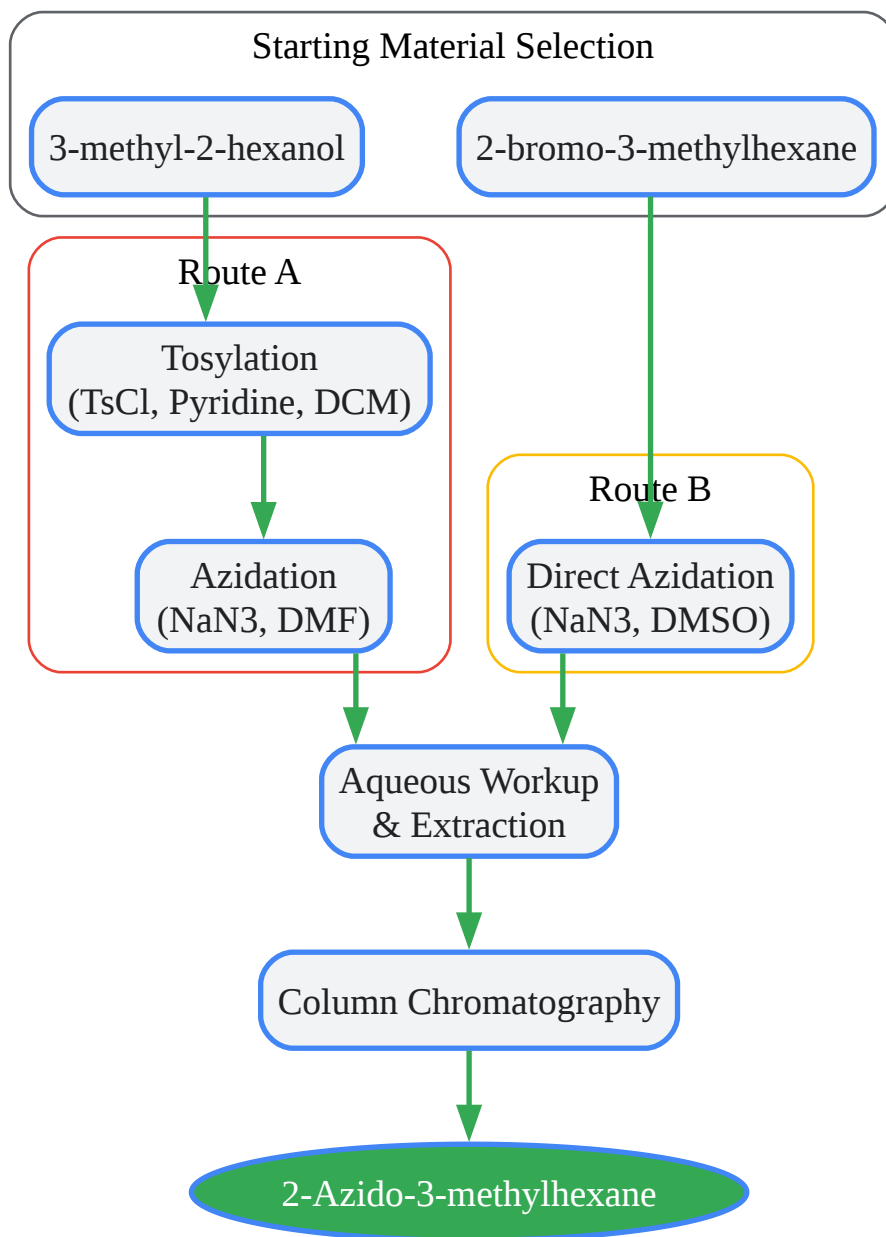 Starting Material Selection
3-methyl-2-hexanol
2-bromo-3-methylhexane
Route A
Tosylation
(TsCl, Pyridine, DCM)
Azidation
(NaN3, DMF)
Route B
Direct Azidation
(NaN3, DMSO)
Aqueous Workup
& Extraction
Column Chromatography
2-Azido-3-methylhexane